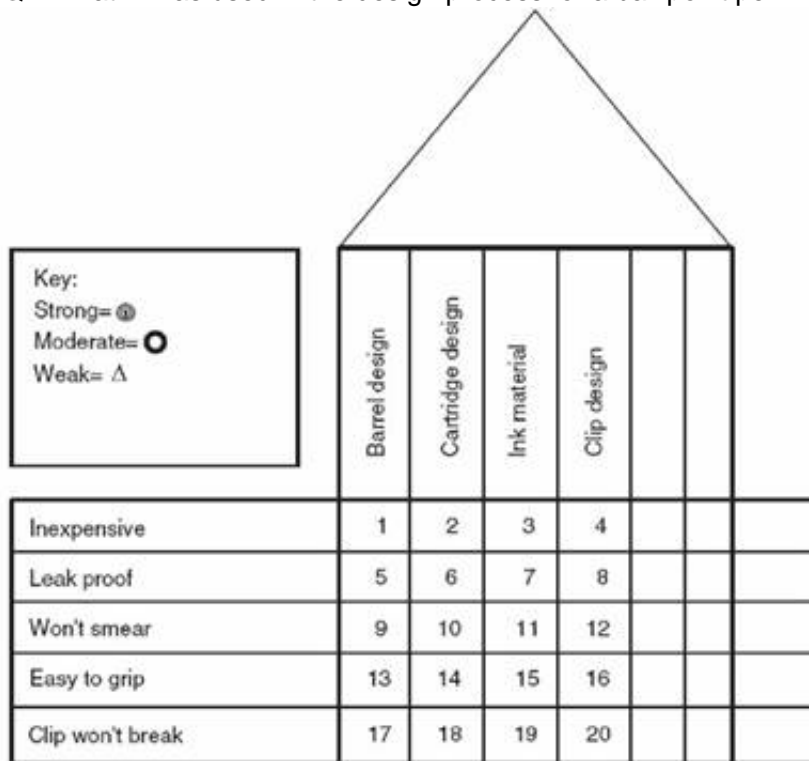 Key:
Strong=
Moderate=
Weak= Δ
Barrel design
Cartridge design
Ink material
Clip design
Inexpensive 1 2 3 4
Leak proof 5 6 7 8
Won't smear 9 10 11 12
Easy to grip 13 14 15 16
Clip won't break 17 18 19 20